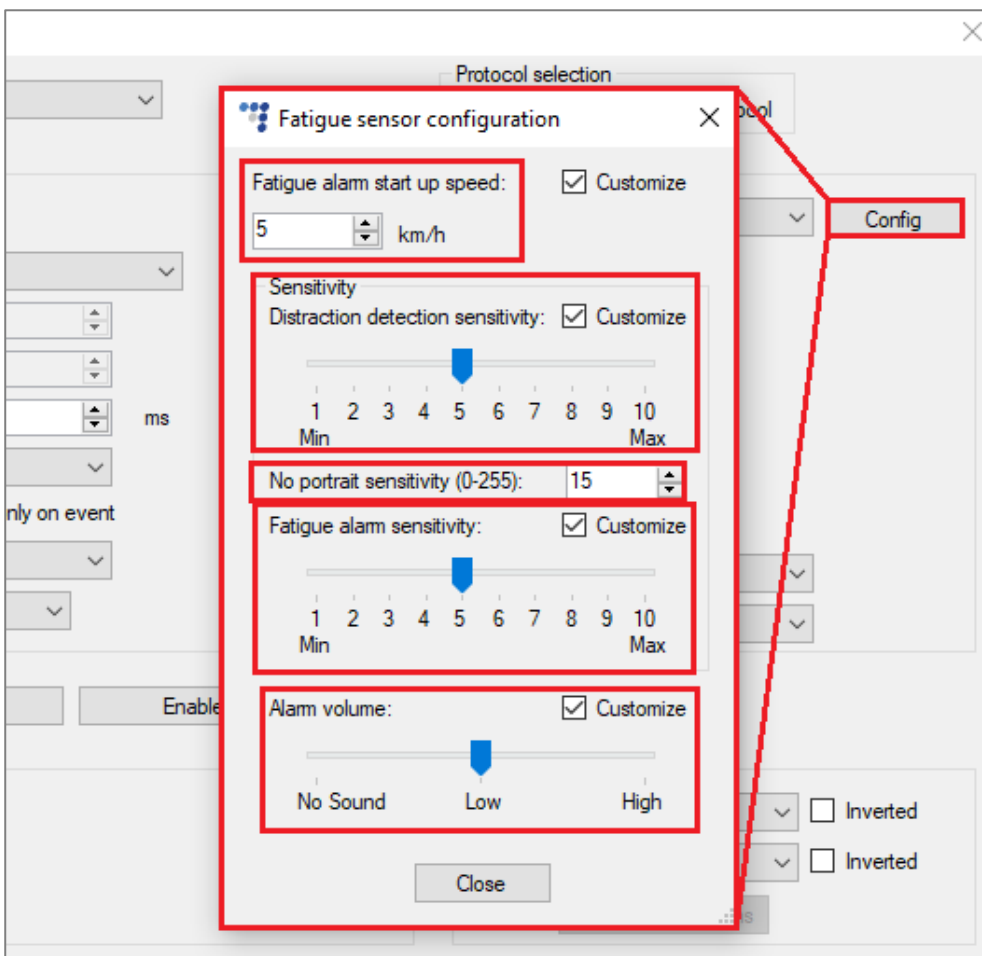 Protocol selection
Fatigue sensor configuration
Fatigue alarm start up speed:
Customize
5
km/h
Config
Sensitivity
Distraction detection sensitivity:
Customize
1 2 3 4 5 6 7 8 9 10
Min Max
ms
No portrait sensitivity (0-255):
15
nly on event
Fatigue alarm sensitivity:
Customize
1 2 3 4 5 6 7 8 9 10
Min Max
Enable
Alarm volume:
Customize
No Sound Low High
Inverted
Inverted
Close